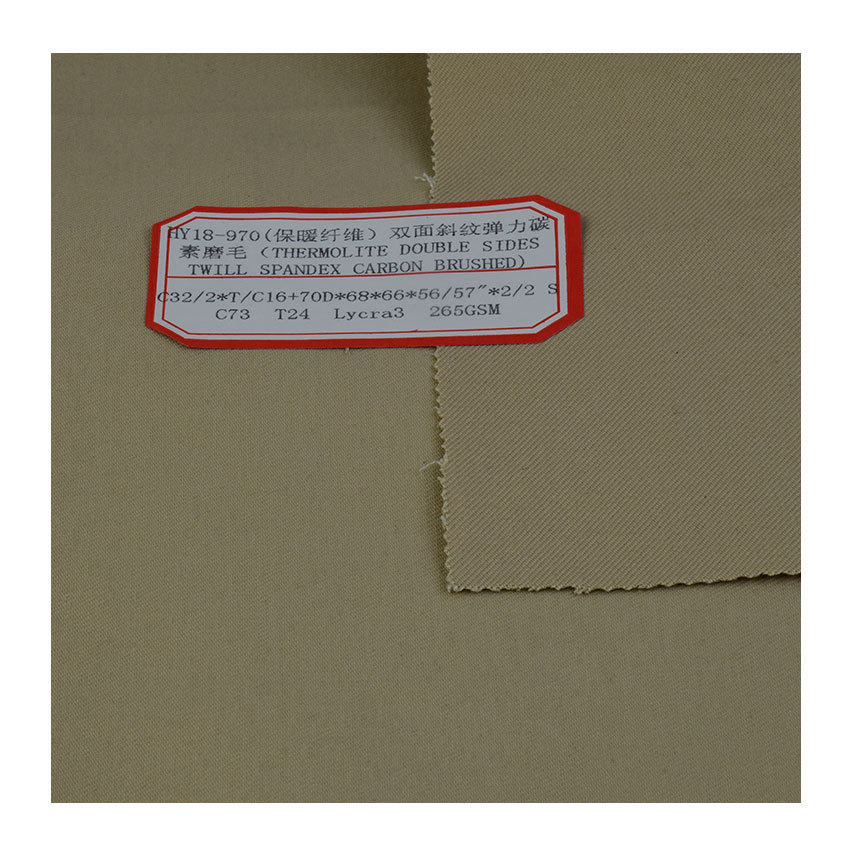 HY18-970(保暖纤维) 双面斜纹弹力碳
素磨毛 (THERMOLITE DOUBLE SIDES
TWILL SPANDEX CARBON BRUSHED)
C32/2*T/C16+70D*68*66*56/57"*2/2 S
C73 T24 Lycra3 265GSM